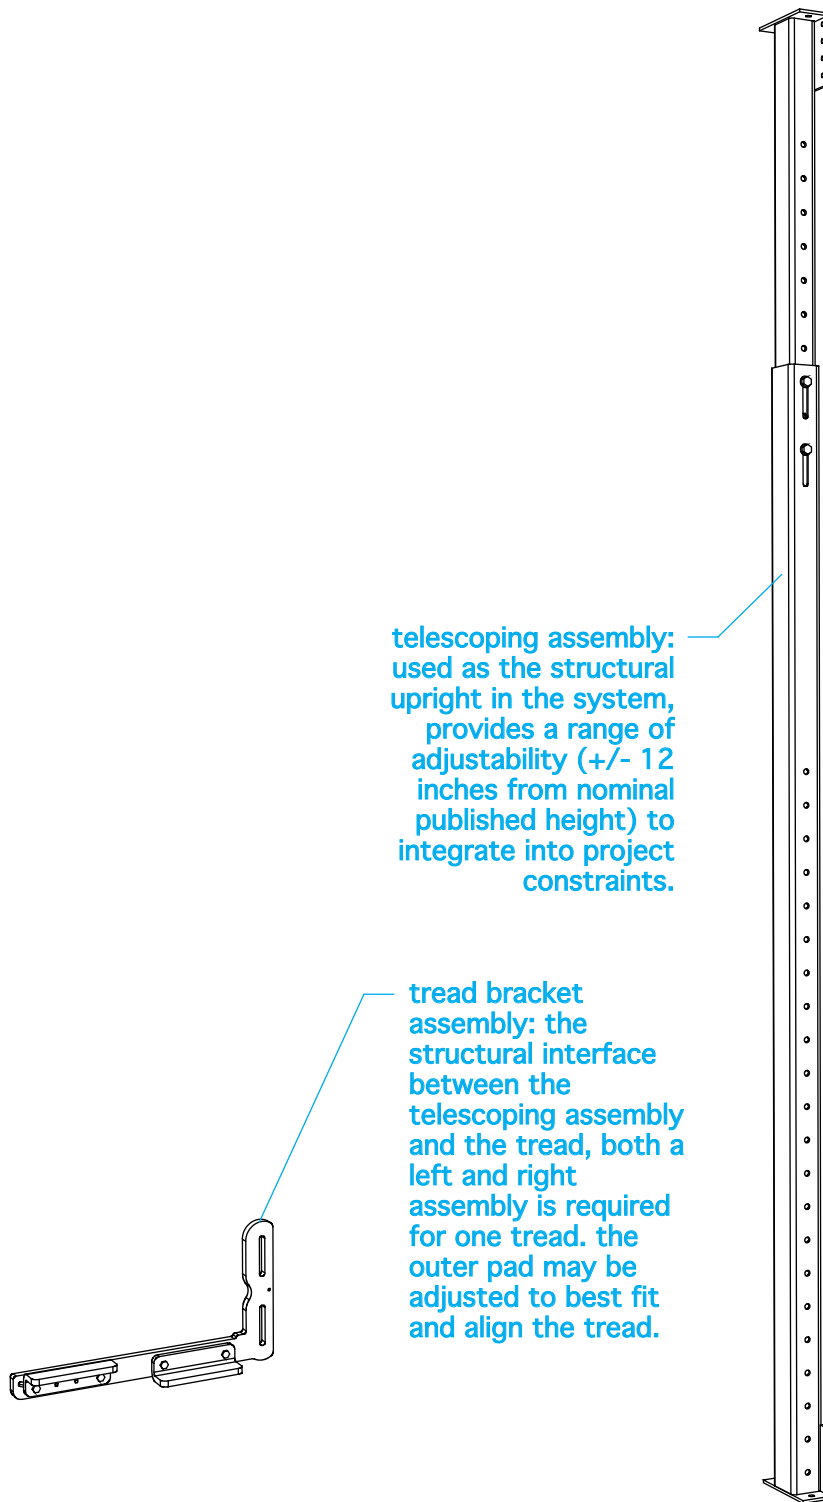 telescoping assembly:
used as the structural
upright in the system,
provides a range of
adjustability (+/- 12
inches from nominal
published height) to
integrate into project
constraints.
tread bracket
assembly: the
structural interface
between the
telescoping assembly
and the tread, both a
left and right
assembly is required
for one tread. the
outer pad may be
adjusted to best fit
and align the tread.